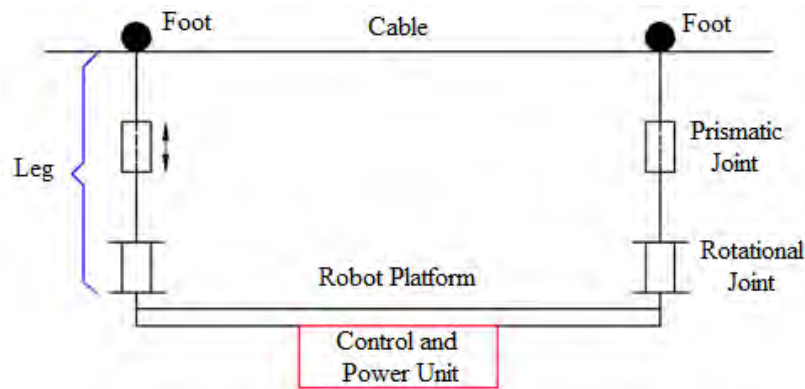 Foot
Cable
Foot
Prismatic
Joint
Leg
Rotational
Joint
Robot Platform
Control and
Power Unit